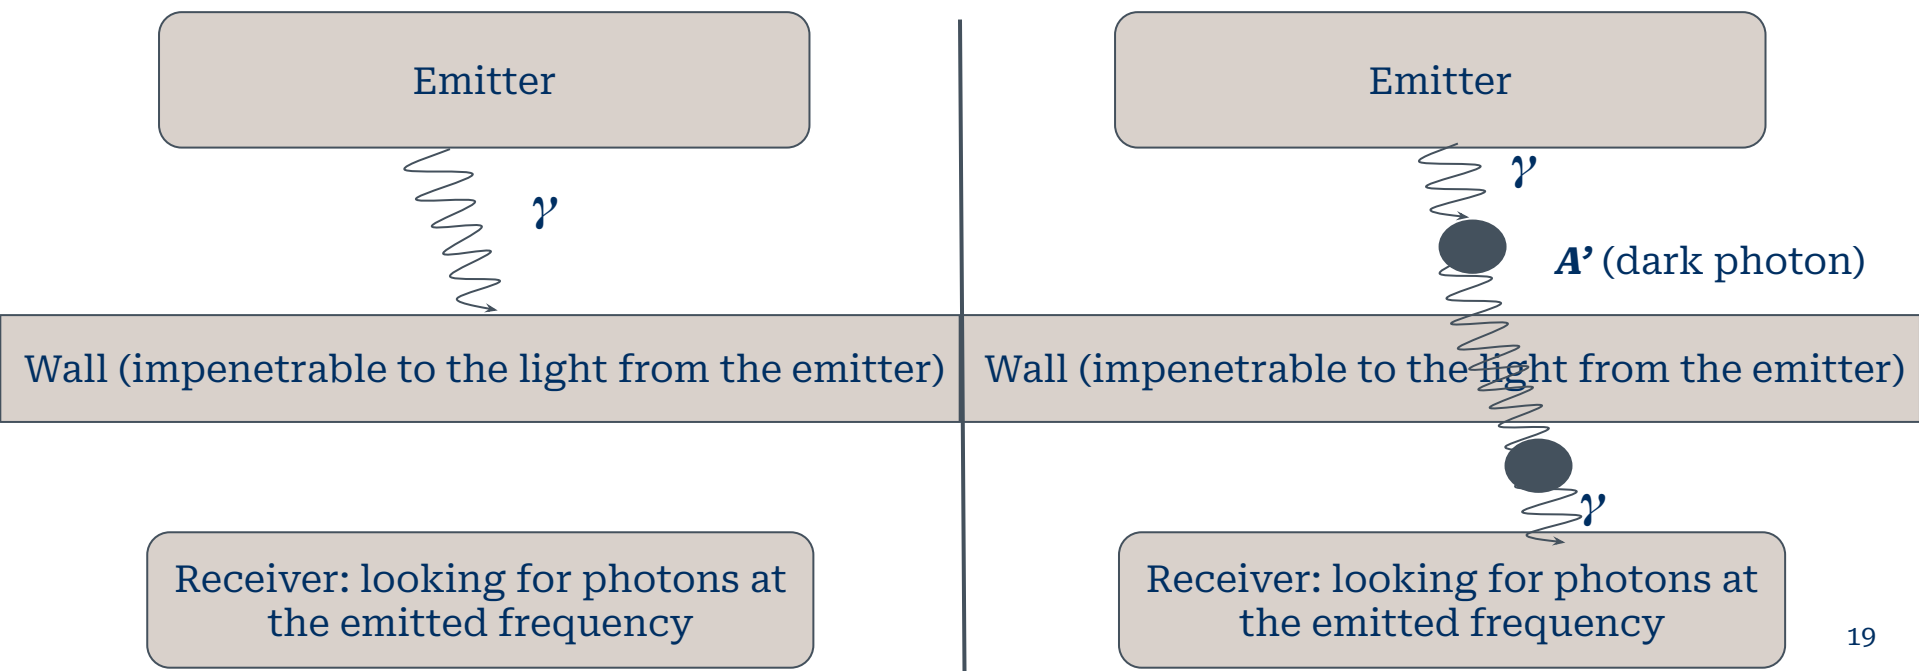 Emitter
γ
Wall (impenetrable to the light from the emitter)
Receiver: looking for photons at
the emitted frequency
Emitter
γ
A’ (dark photon)
Wall (impenetrable to the light from the emitter)
γ
Receiver: looking for photons at
the emitted frequency
19